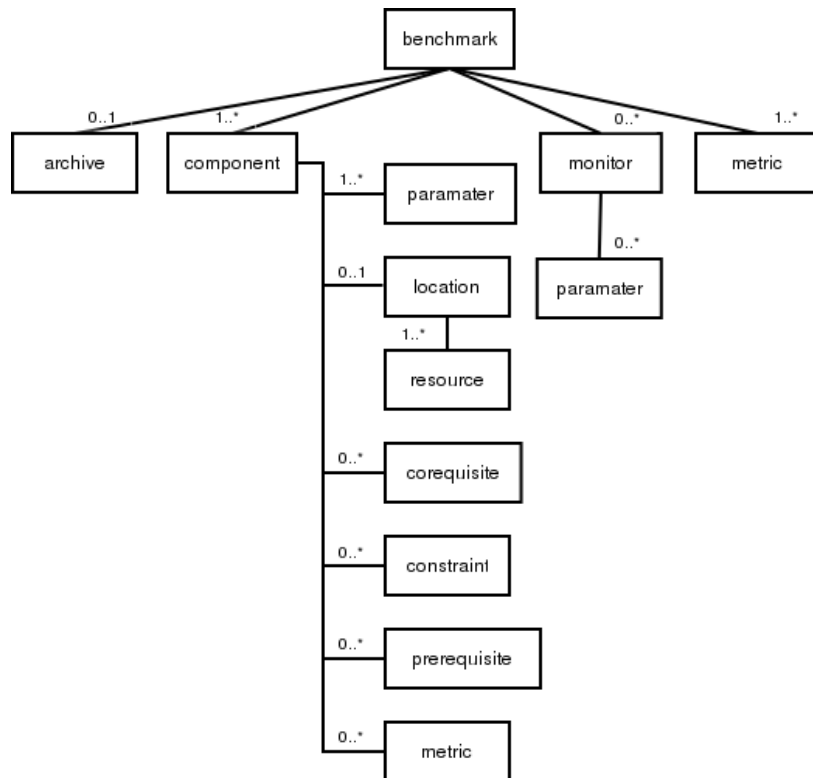 benchmark
0..1
1..*
0..*
1..*
archive
component
monitor
metric
1..*
paramater
0..*
0..1
location
paramater
1..*
resource
0..*
corequisite
0..*
constraint
0..*
prerequisite
0..*
metric